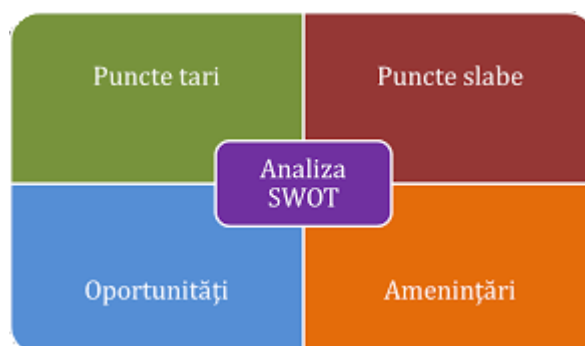 Puncte tari
Puncte slabe
Analiza
SWOT
Oportunităţi
Ameninţări